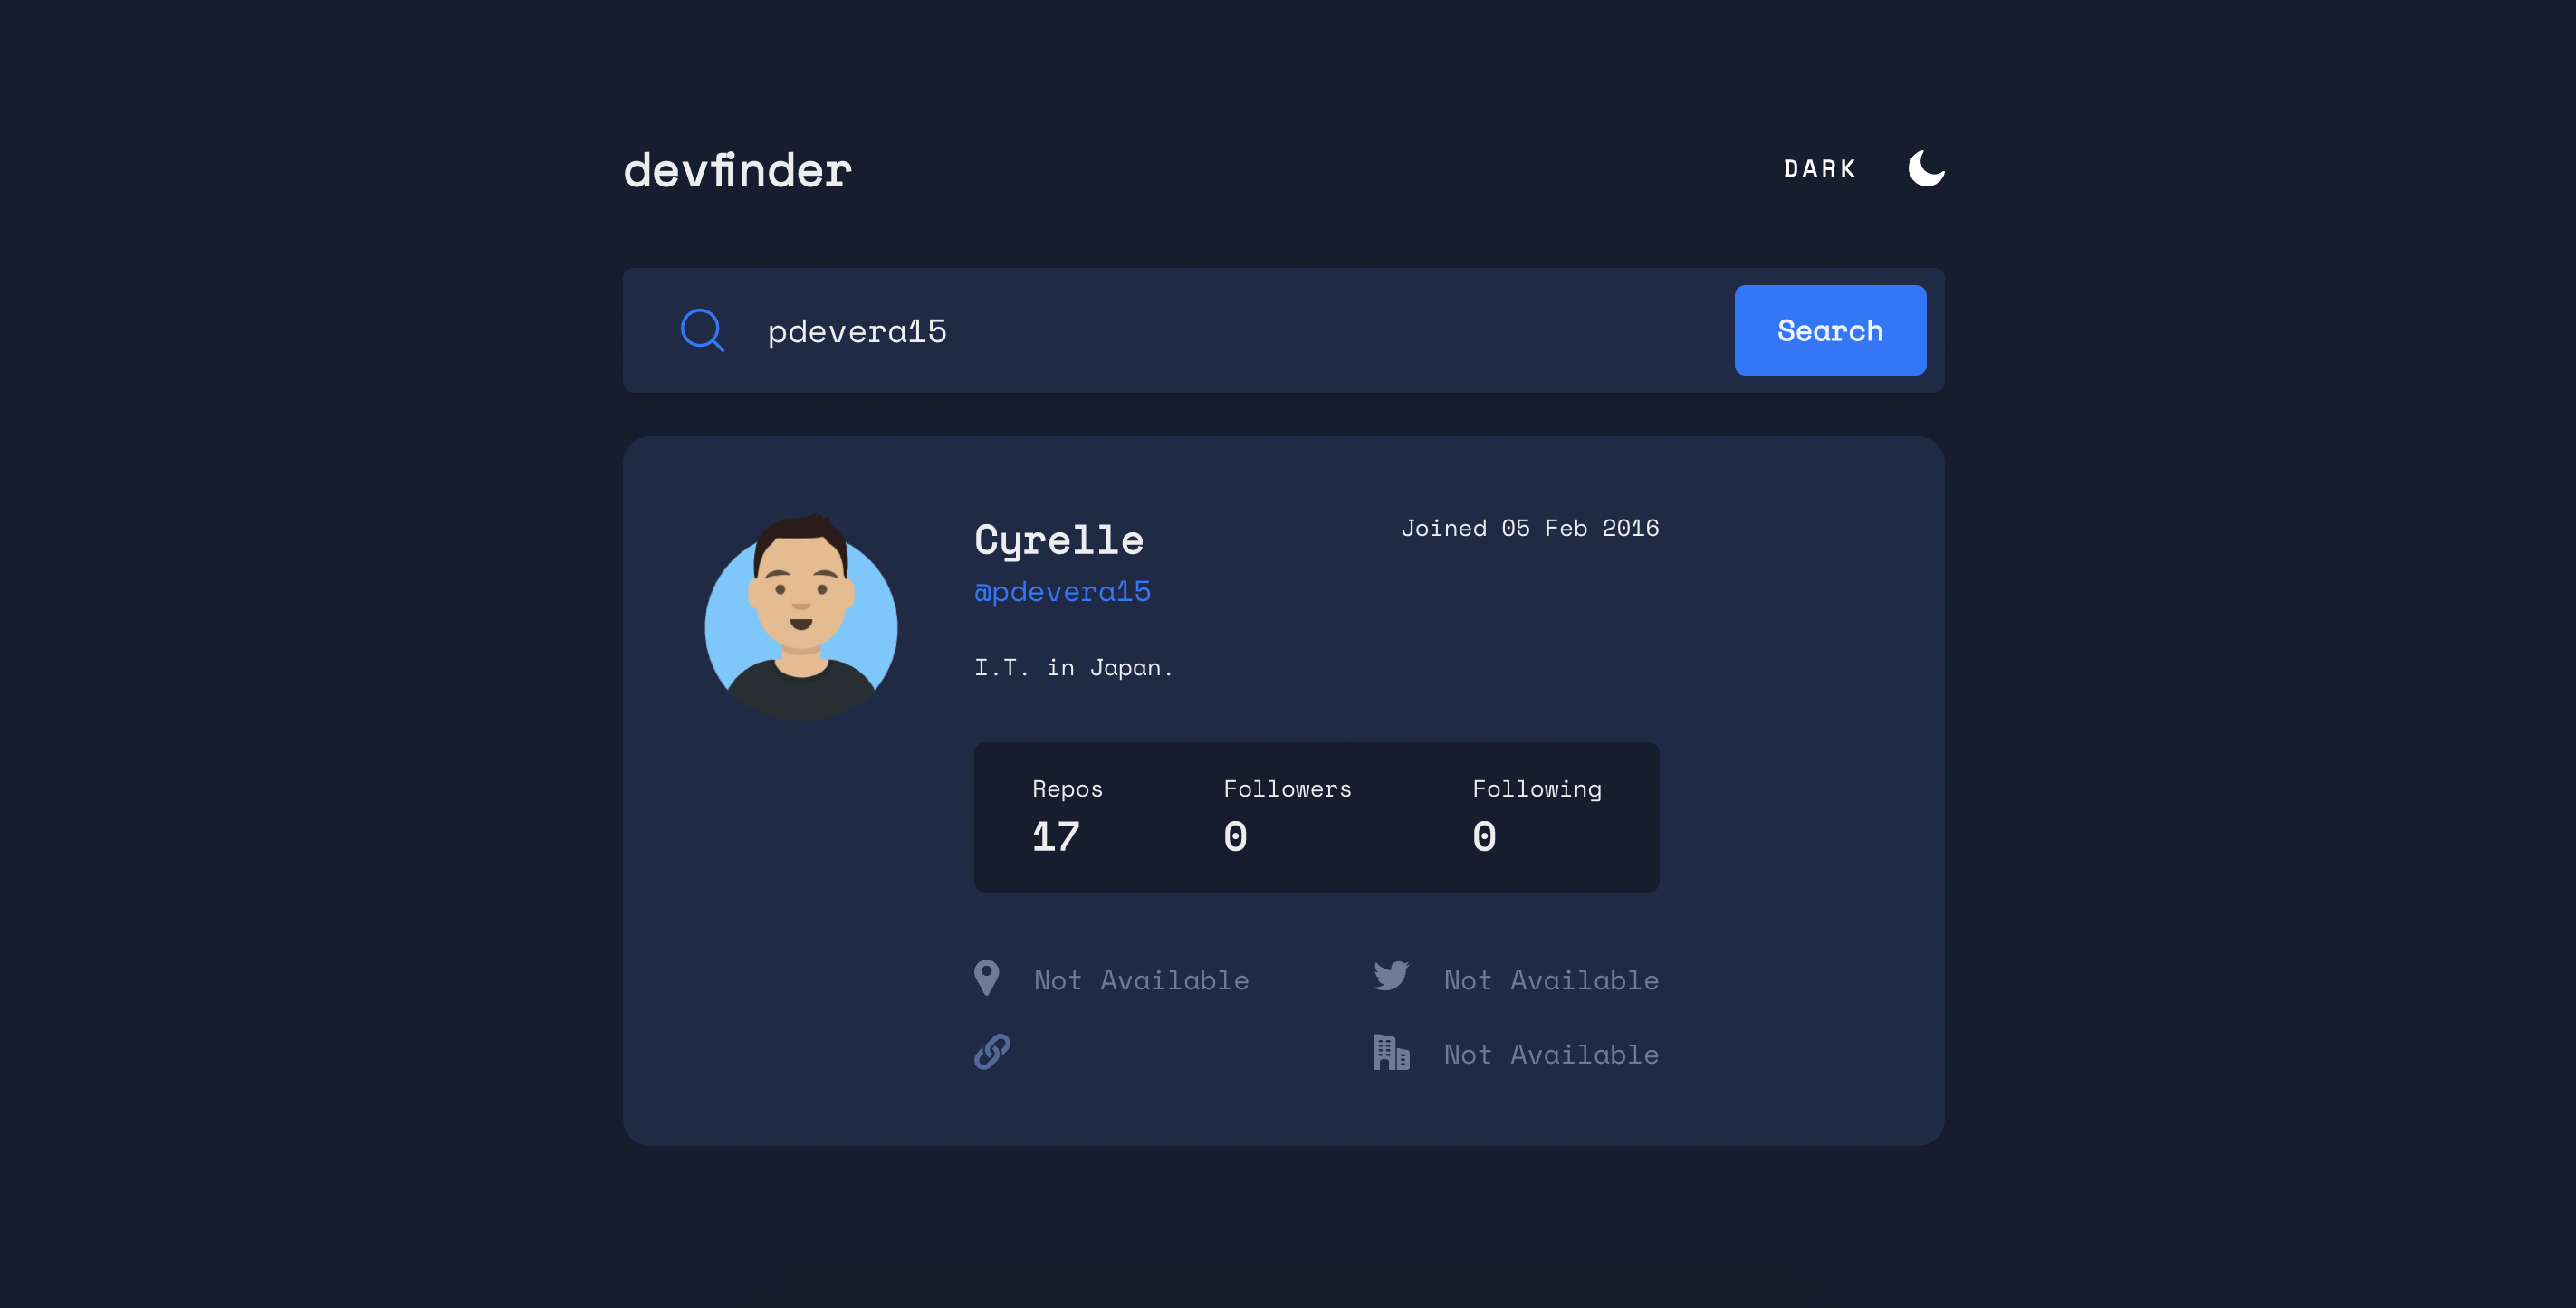 devfinder
DARK
pdevera15
Search
Cyrelle
Joined 05 Feb 2016
@pdevera15
I.T. in Japan.
Repos Followers Following
17 0 0
Not Available Not Available
Not Available